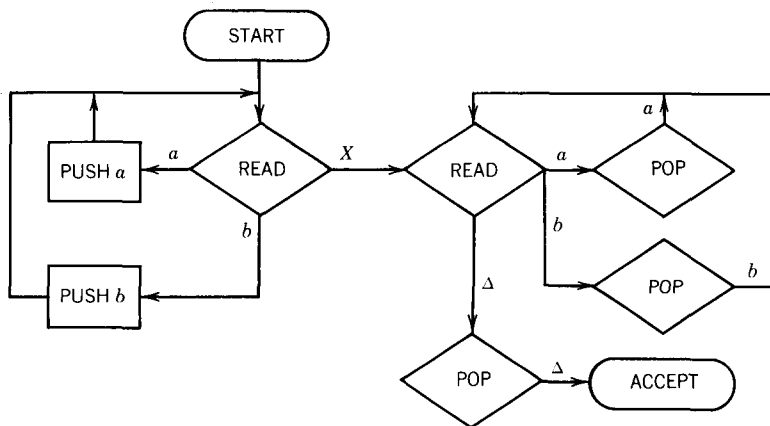 START
a
PUSH a
a
READ
X
READ
a
POP
b
b
PUSH b
POP
b
Δ
POP
Δ
ACCEPT